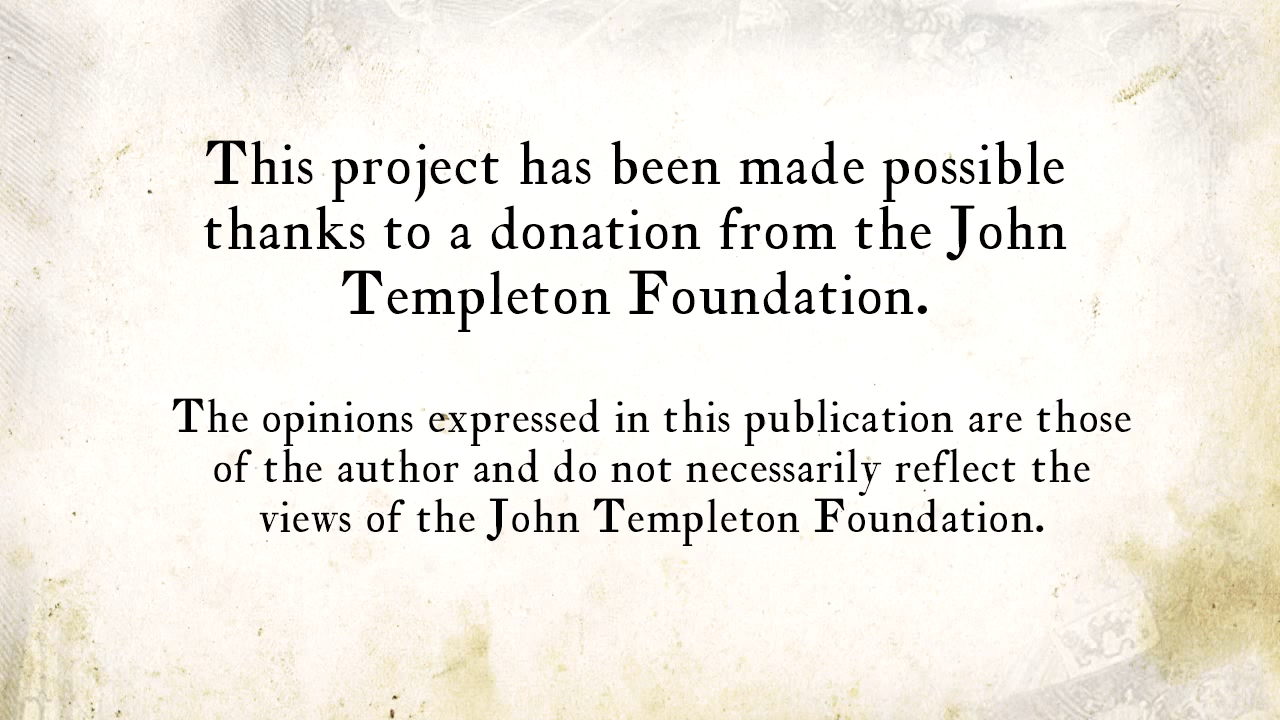 This project has been made possible
thanks to a donation from the John
Templeton Foundation.
The opinions expressed in this publication are those
of the author and do not necessarily reflect the
views of the John Templeton Foundation.